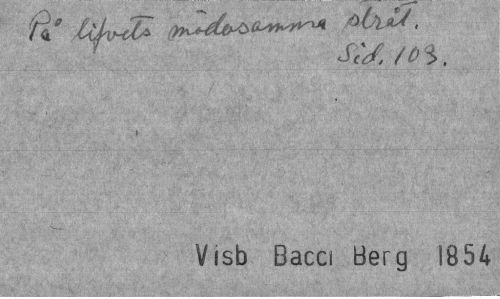 På lifvets mödosamma stråt.
Sid. 103.
Visb Bacci Berg 1854